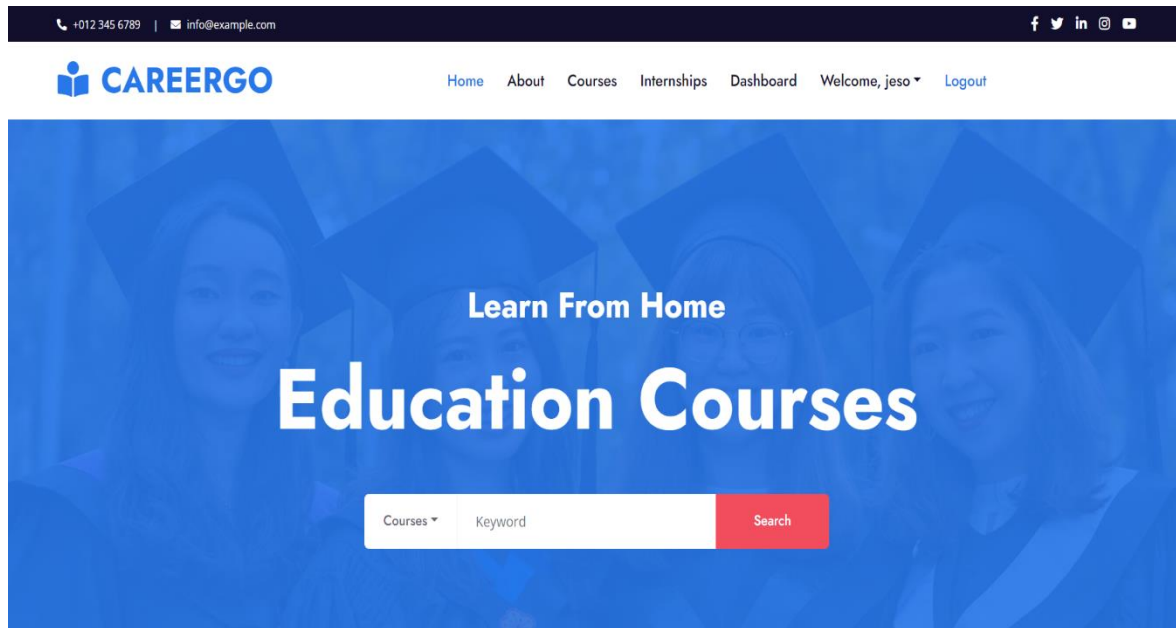 +012 345 6789 | info@example.com
CAREERGO
Home About Courses Internships Dashboard Welcome, jeso Logout
Learn From Home
Education Courses
Courses Keyword Search